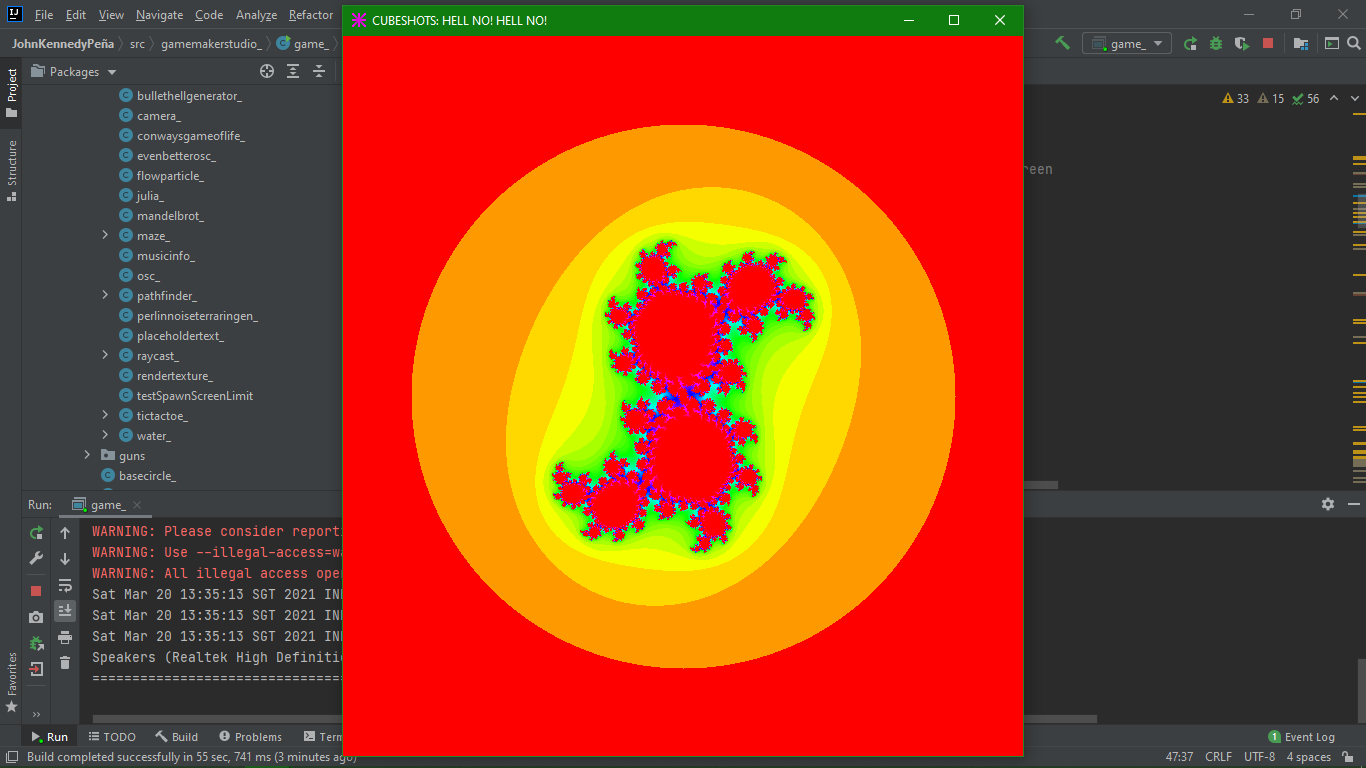 IJ File Edit View Navigate Code Analyze Refactor
CUBESHOTS: HELL NO! HELL NO!
JohnKennedyPeña src gamemakerstudio_ game_
game_
Project
Packages
33 15 56
bullethellgenerator_
camera_
conwaysgameoflife_
reen
evenbetterosc_
Structure
flowparticle_
julia_
mandelbrot_
maze_
musicinfo_
osc_
pathfinder_
perlinnoiseterraringen_
placeholdertext_
raycast_
rendertexture_
testSpawnScreenLimit
tictactoe_
water_
guns
basecircle_
Run: game_
WARNING: Please consider report
WARNING: Use --illegal-access=wa
WARNING: All illegal access ope
Sat Mar 20 13:35:13 SGT 2021 IN
Sat Mar 20 13:35:13 SGT 2021 IN
Sat Mar 20 13:35:13 SGT 2021 IN
Speakers (Realtek High Definiti
===============================
Favorites
Run TODO Build Problems Term
1 Event Log
Build completed successfully in 55 sec, 741 ms (3 minutes ago)
47:37 CRLF UTF-8 4 spaces